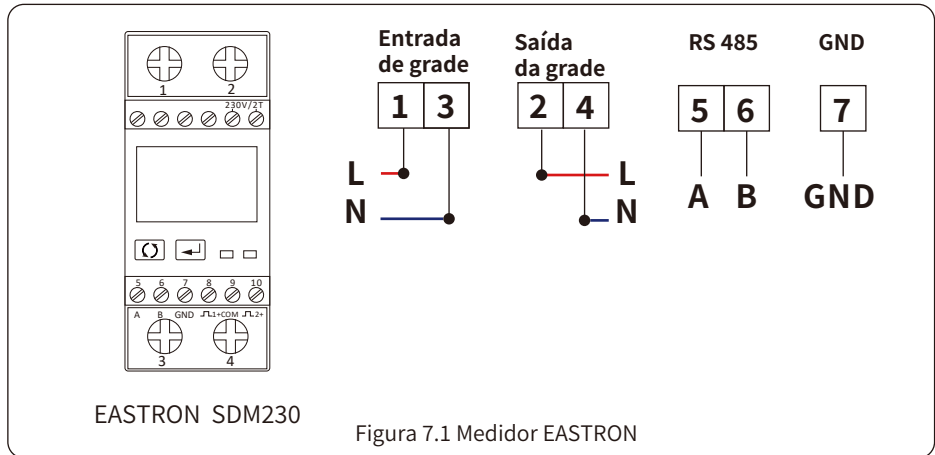 1 2
230V/2T
5 6 7 8 9 10
A B GND 1+COM 2+
3 4
EASTRON SDM230
Entrada
de grade
1 3
L
N
Saída
da grade
2 4
L
N
RS 485
5 6
A B
GND
7
GND
Figura 7.1 Medidor EASTRON